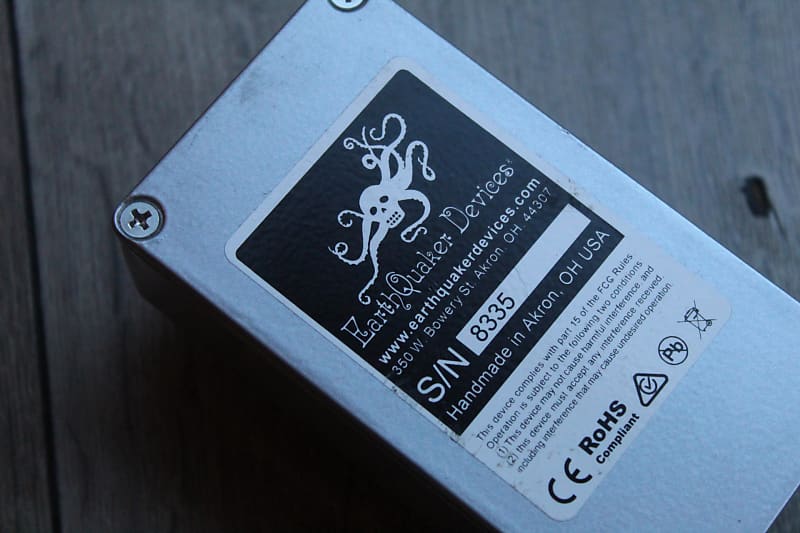 EarthQuaker Devices
www.earthquakerdevices.com
350 W. Bowery St. Akron, OH. 44307
S/N 8335
Handmade in Akron, OH USA
This device complies with part 15 of the FCC Rules
Operation is subject to the following two conditions
(1) This device may not cause harmful interference, and
(2) this device must accept any interference received,
including interference that may cause undesired operation.
CE RoHS Compliant Pb